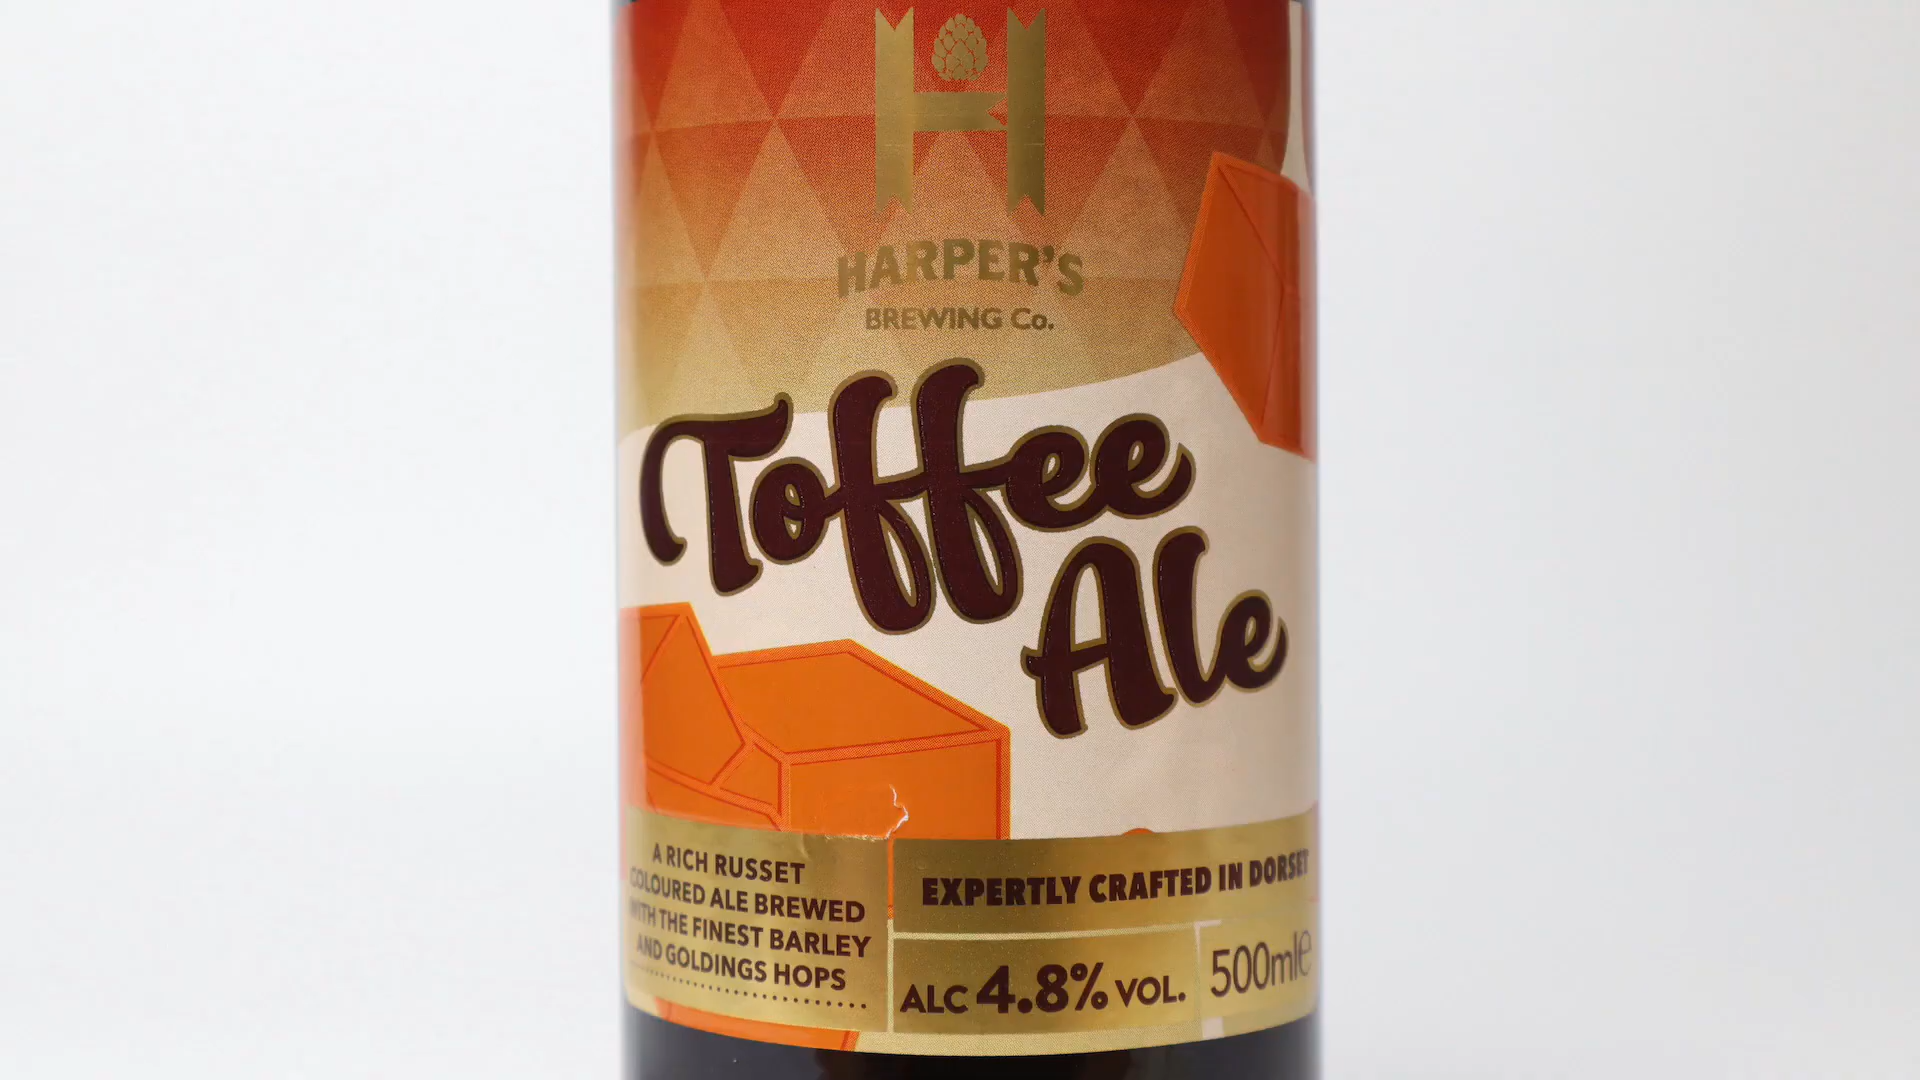 H
HARPER'S
BREWING Co.
Toffee
Ale
A RICH RUSSET
COLOURED ALE BREWED
WITH THE FINEST BARLEY
AND GOLDINGS HOPS
EXPERTLY CRAFTED IN DORSET
ALC 4.8% VOL.
500ml℮